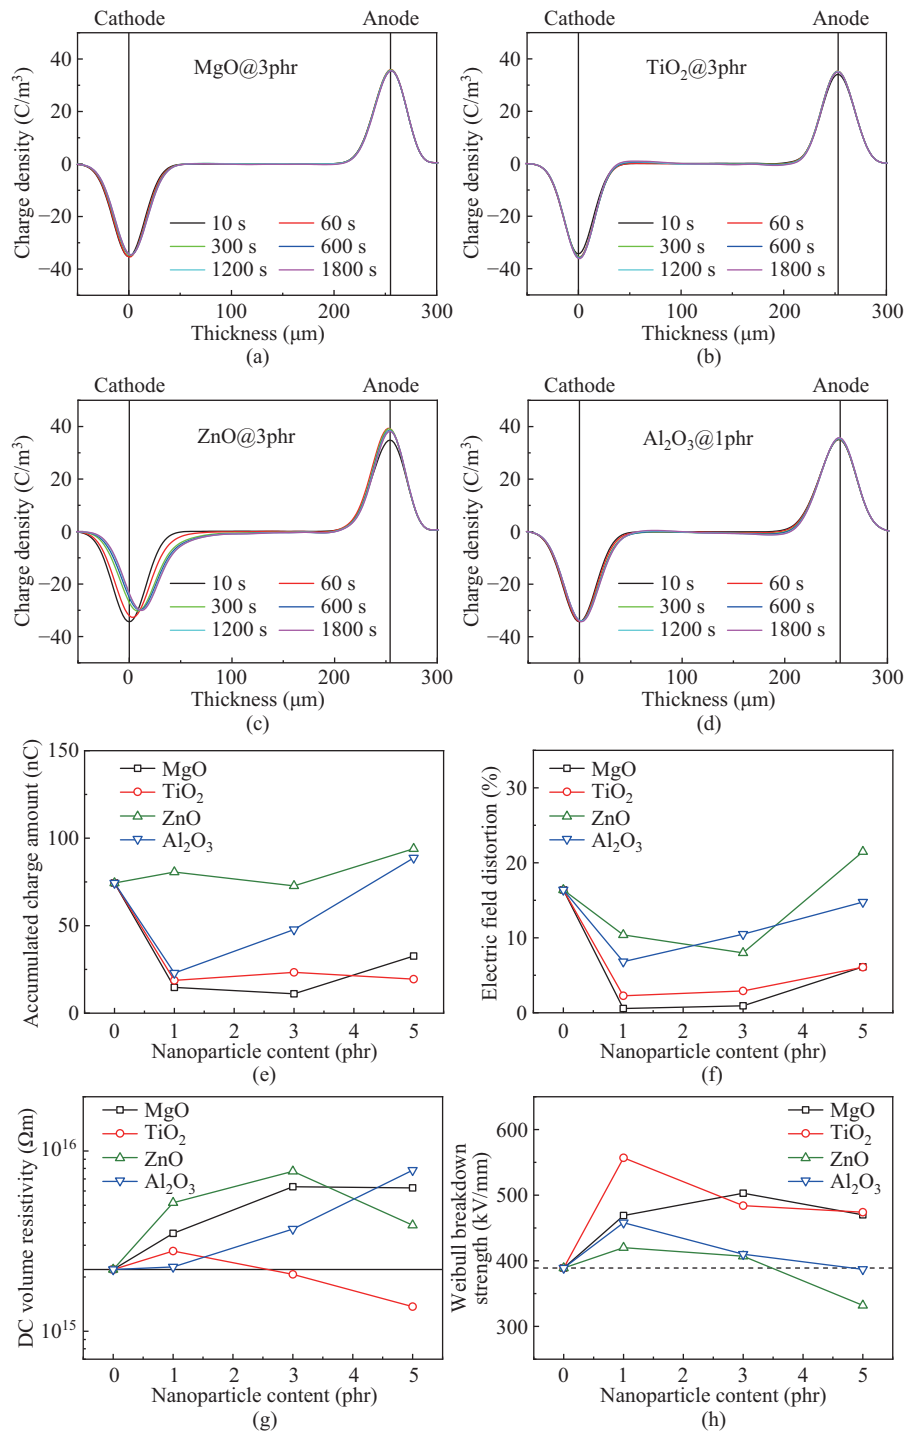 Cathode Anode
MgO@3phr
Charge density (C/m³)
40
20
0
−20
−40
10 s 60 s
300 s 600 s
1200 s 1800 s
0 100 200 300
Thickness (μm)
(a)
Cathode Anode
TiO₂@3phr
Charge density (C/m³)
40
20
0
−20
−40
10 s 60 s
300 s 600 s
1200 s 1800 s
0 100 200 300
Thickness (μm)
(b)
Cathode Anode
ZnO@3phr
Charge density (C/m³)
40
20
0
−20
−40
10 s 60 s
300 s 600 s
1200 s 1800 s
0 100 200 300
Thickness (μm)
(c)
Cathode Anode
Al₂O₃@1phr
Charge density (C/m³)
40
20
0
−20
−40
10 s 60 s
300 s 600 s
1200 s 1800 s
0 100 200 300
Thickness (μm)
(d)
Accumulated charge amount (nC)
150
100
50
0
MgO
TiO₂
ZnO
Al₂O₃
0 1 2 3 4 5
Nanoparticle content (phr)
(e)
Electric field distortion (%)
30
20
10
0
MgO
TiO₂
ZnO
Al₂O₃
0 1 2 3 4 5
Nanoparticle content (phr)
(f)
DC volume resistivity (Ωm)
10¹⁶
10¹⁵
MgO
TiO₂
ZnO
Al₂O₃
0 1 2 3 4 5
Nanoparticle content (phr)
(g)
Weibull breakdown
strength (kV/mm)
600
500
400
300
MgO
TiO₂
ZnO
Al₂O₃
0 1 2 3 4 5
Nanoparticle content (phr)
(h)